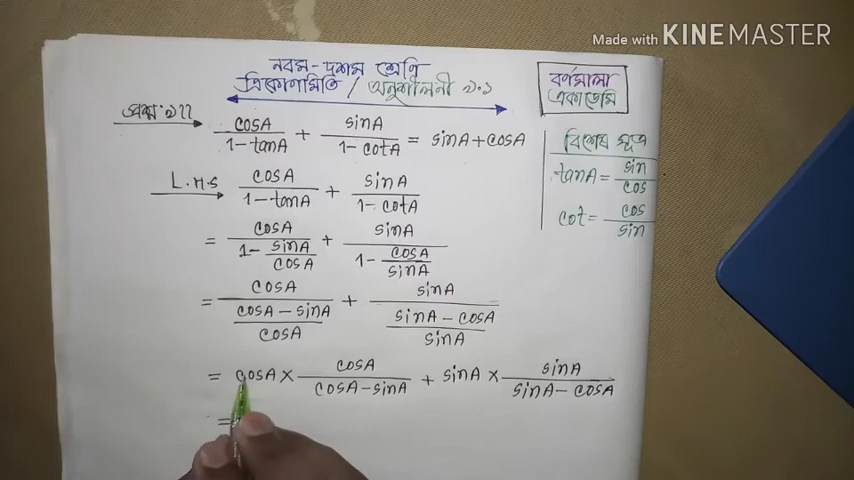 Made with KINEMASTER
নবম-দশম শ্রেণি
ত্রিকোণমিতি / অনুশীলনী ৯.১
বর্ণমালা
একাডেমি
cosA/(1-tanA) + sinA/(1-cotA) = sinA+cosA
বিশেষ সূত্র
tanA = sin/cos
cot = cos/sin
L.H.S cosA/(1-tanA) + sinA/(1-cotA)
= cosA/(1-sinA/cosA) + sinA/(1-cosA/sinA)
= cosA/((cosA-sinA)/cosA) + sinA/((sinA-cosA)/sinA)
= cosA × cosA/(cosA-sinA) + sinA × sinA/(sinA-cosA)
=